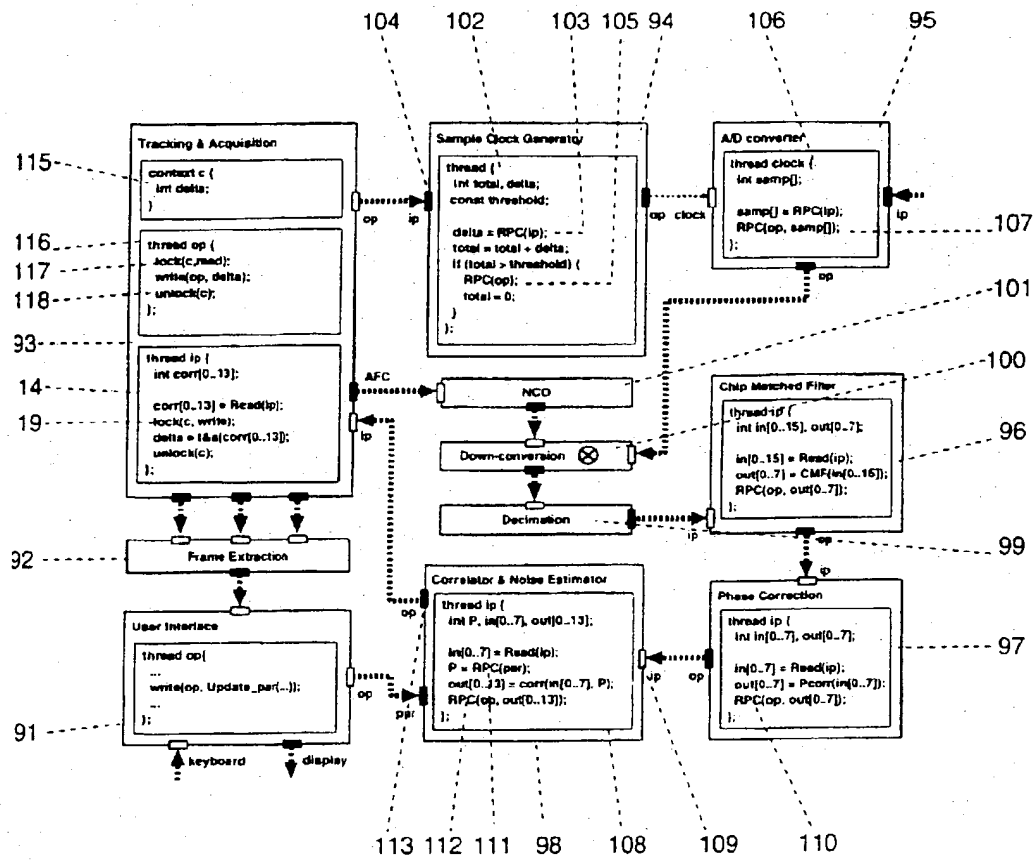 104 102 103 105 94 106 95
Tracking & Acquisition
115
context c {
int delta;
}
116
117
118
thread op {
lock(c,read);
write(op, delta);
unlock(c);
};
93
14
19
thread ip {
int corr[0..13];
corr[0..13] = Read(ip);
lock(c, write);
delta = t&a(corr[0..13]);
unlock(c);
};
op
ip
AFC
ip
Sample Clock Generator
thread {
int total, delta;
const threshold;
delta = RPC(ip);
total = total + delta;
if (total > threshold) {
RPC(op);
total = 0;
}
};
op clock
A/D converter
thread clock {
int samp[];
samp[] = RPC(ip);
RPC(op, samp[]);
};
ip
107
op
101
100
NCO
Down-conversion
Decimation
ip
Chip Matched Filter
thread ip {
int in[0..15], out[0..7];
in[0..15] = Read(ip);
out[0..7] = CMF(in[0..15]);
RPC(op, out[0..7]);
};
96
op
99
ip
92
Frame Extraction
91
User Interface
thread op{
...
write(op, Update_par(...));
...
};
op
par
keyboard
display
Correlator & Noise Estimator
op
thread ip {
int P, in[0..7], out[0..13];
in[0..7] = Read(ip);
P = RPC(par);
out[0..13] = corr(in[0..7], P);
RPC(op, out[0..13]);
};
ip
op
Phase Correction
thread ip {
int in[0..7], out[0..7];
in[0..7] = Read(ip);
out[0..7] = Pcorr(in[0..7]);
RPC(op, out[0..7]);
};
97
113 112 111 98 108 109 110